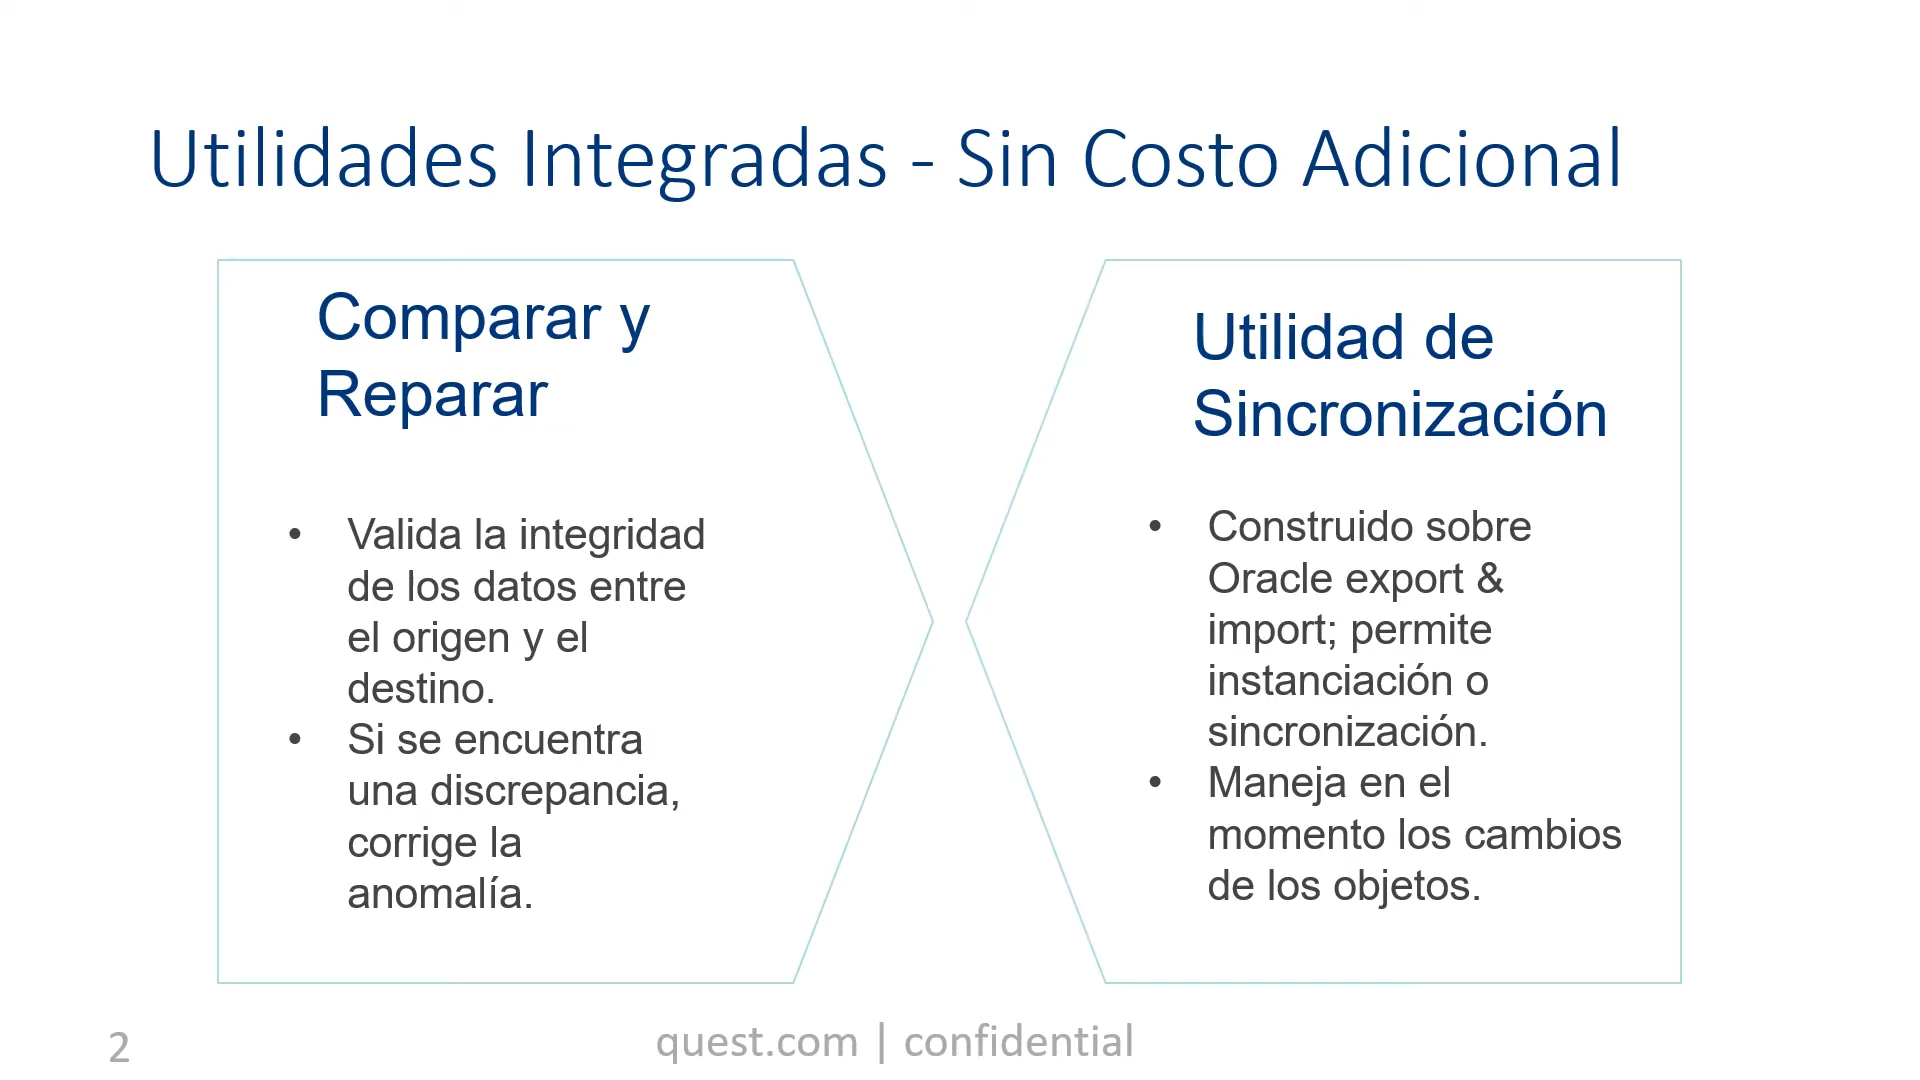 Utilidades Integradas - Sin Costo Adicional
Comparar y
Reparar
• Valida la integridad
de los datos entre
el origen y el
destino.
• Si se encuentra
una discrepancia,
corrige la
anomalía.
Utilidad de
Sincronización
• Construido sobre
Oracle export &
import; permite
instanciación o
sincronización.
• Maneja en el
momento los cambios
de los objetos.
2
quest.com | confidential